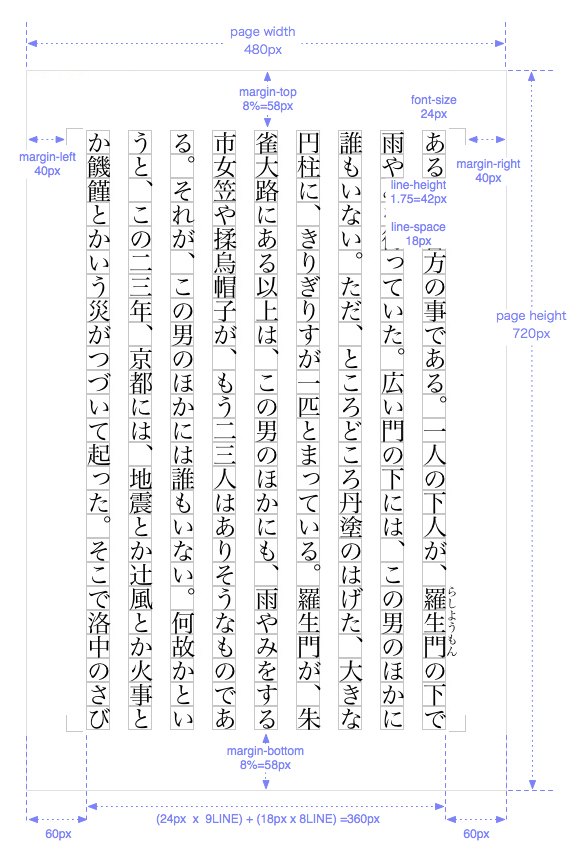 page width
480px
margin-top
8%=58px
font-size
24px
margin-left
40px
margin-right
40px
line-height
1.75=42px
line-space
18px
page height
720px
ある 方の事である。一人の下人が、羅生門の下で
らしようもん
雨や っていた。広い門の下には、この男のほかに
誰もいない。ただ、ところどころ丹塗のはげた、大きな
円柱に、きりぎりすが一匹とまっている。羅生門が、朱
雀大路にある以上は、この男のほかにも、雨やみをする
市女笠や揉烏帽子が、もう二三人はありそうなものであ
る。それが、この男のほかには誰もいない。何故かとい
うと、この二三年、京都には、地震とか辻風とか火事と
か饑饉とかいう災がつづいて起った。そこで洛中のさび
margin-bottom
8%=58px
(24px x 9LINE) + (18px x 8LINE) =360px
60px
60px